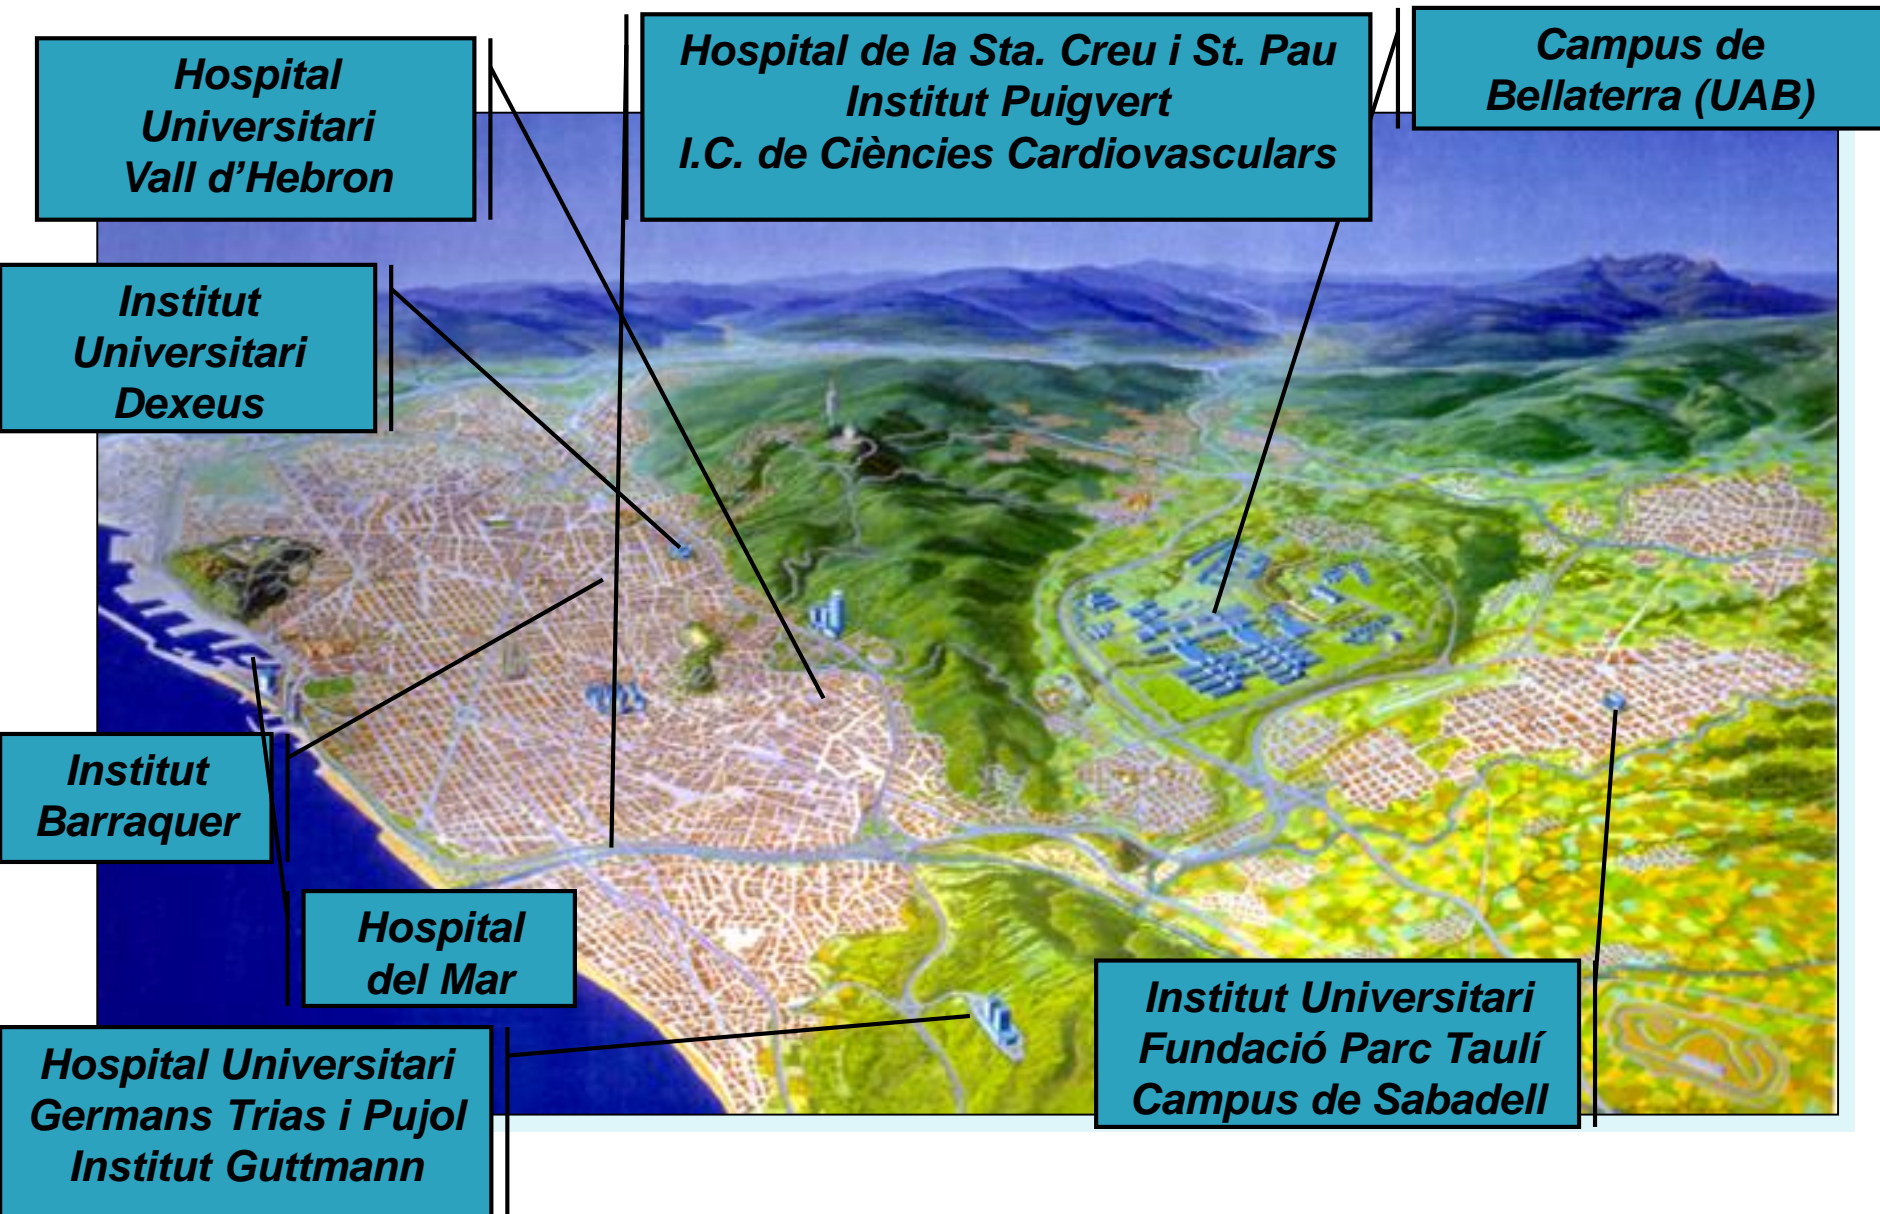 Hospital
Universitari
Vall d’Hebron
Hospital de la Sta. Creu i St. Pau
Institut Puigvert
I.C. de Ciències Cardiovasculars
Campus de
Bellaterra (UAB)
Institut
Universitari
Dexeus
Institut
Barraquer
Hospital
del Mar
Hospital Universitari
Germans Trias i Pujol
Institut Guttmann
Institut Universitari
Fundació Parc Taulí
Campus de Sabadell